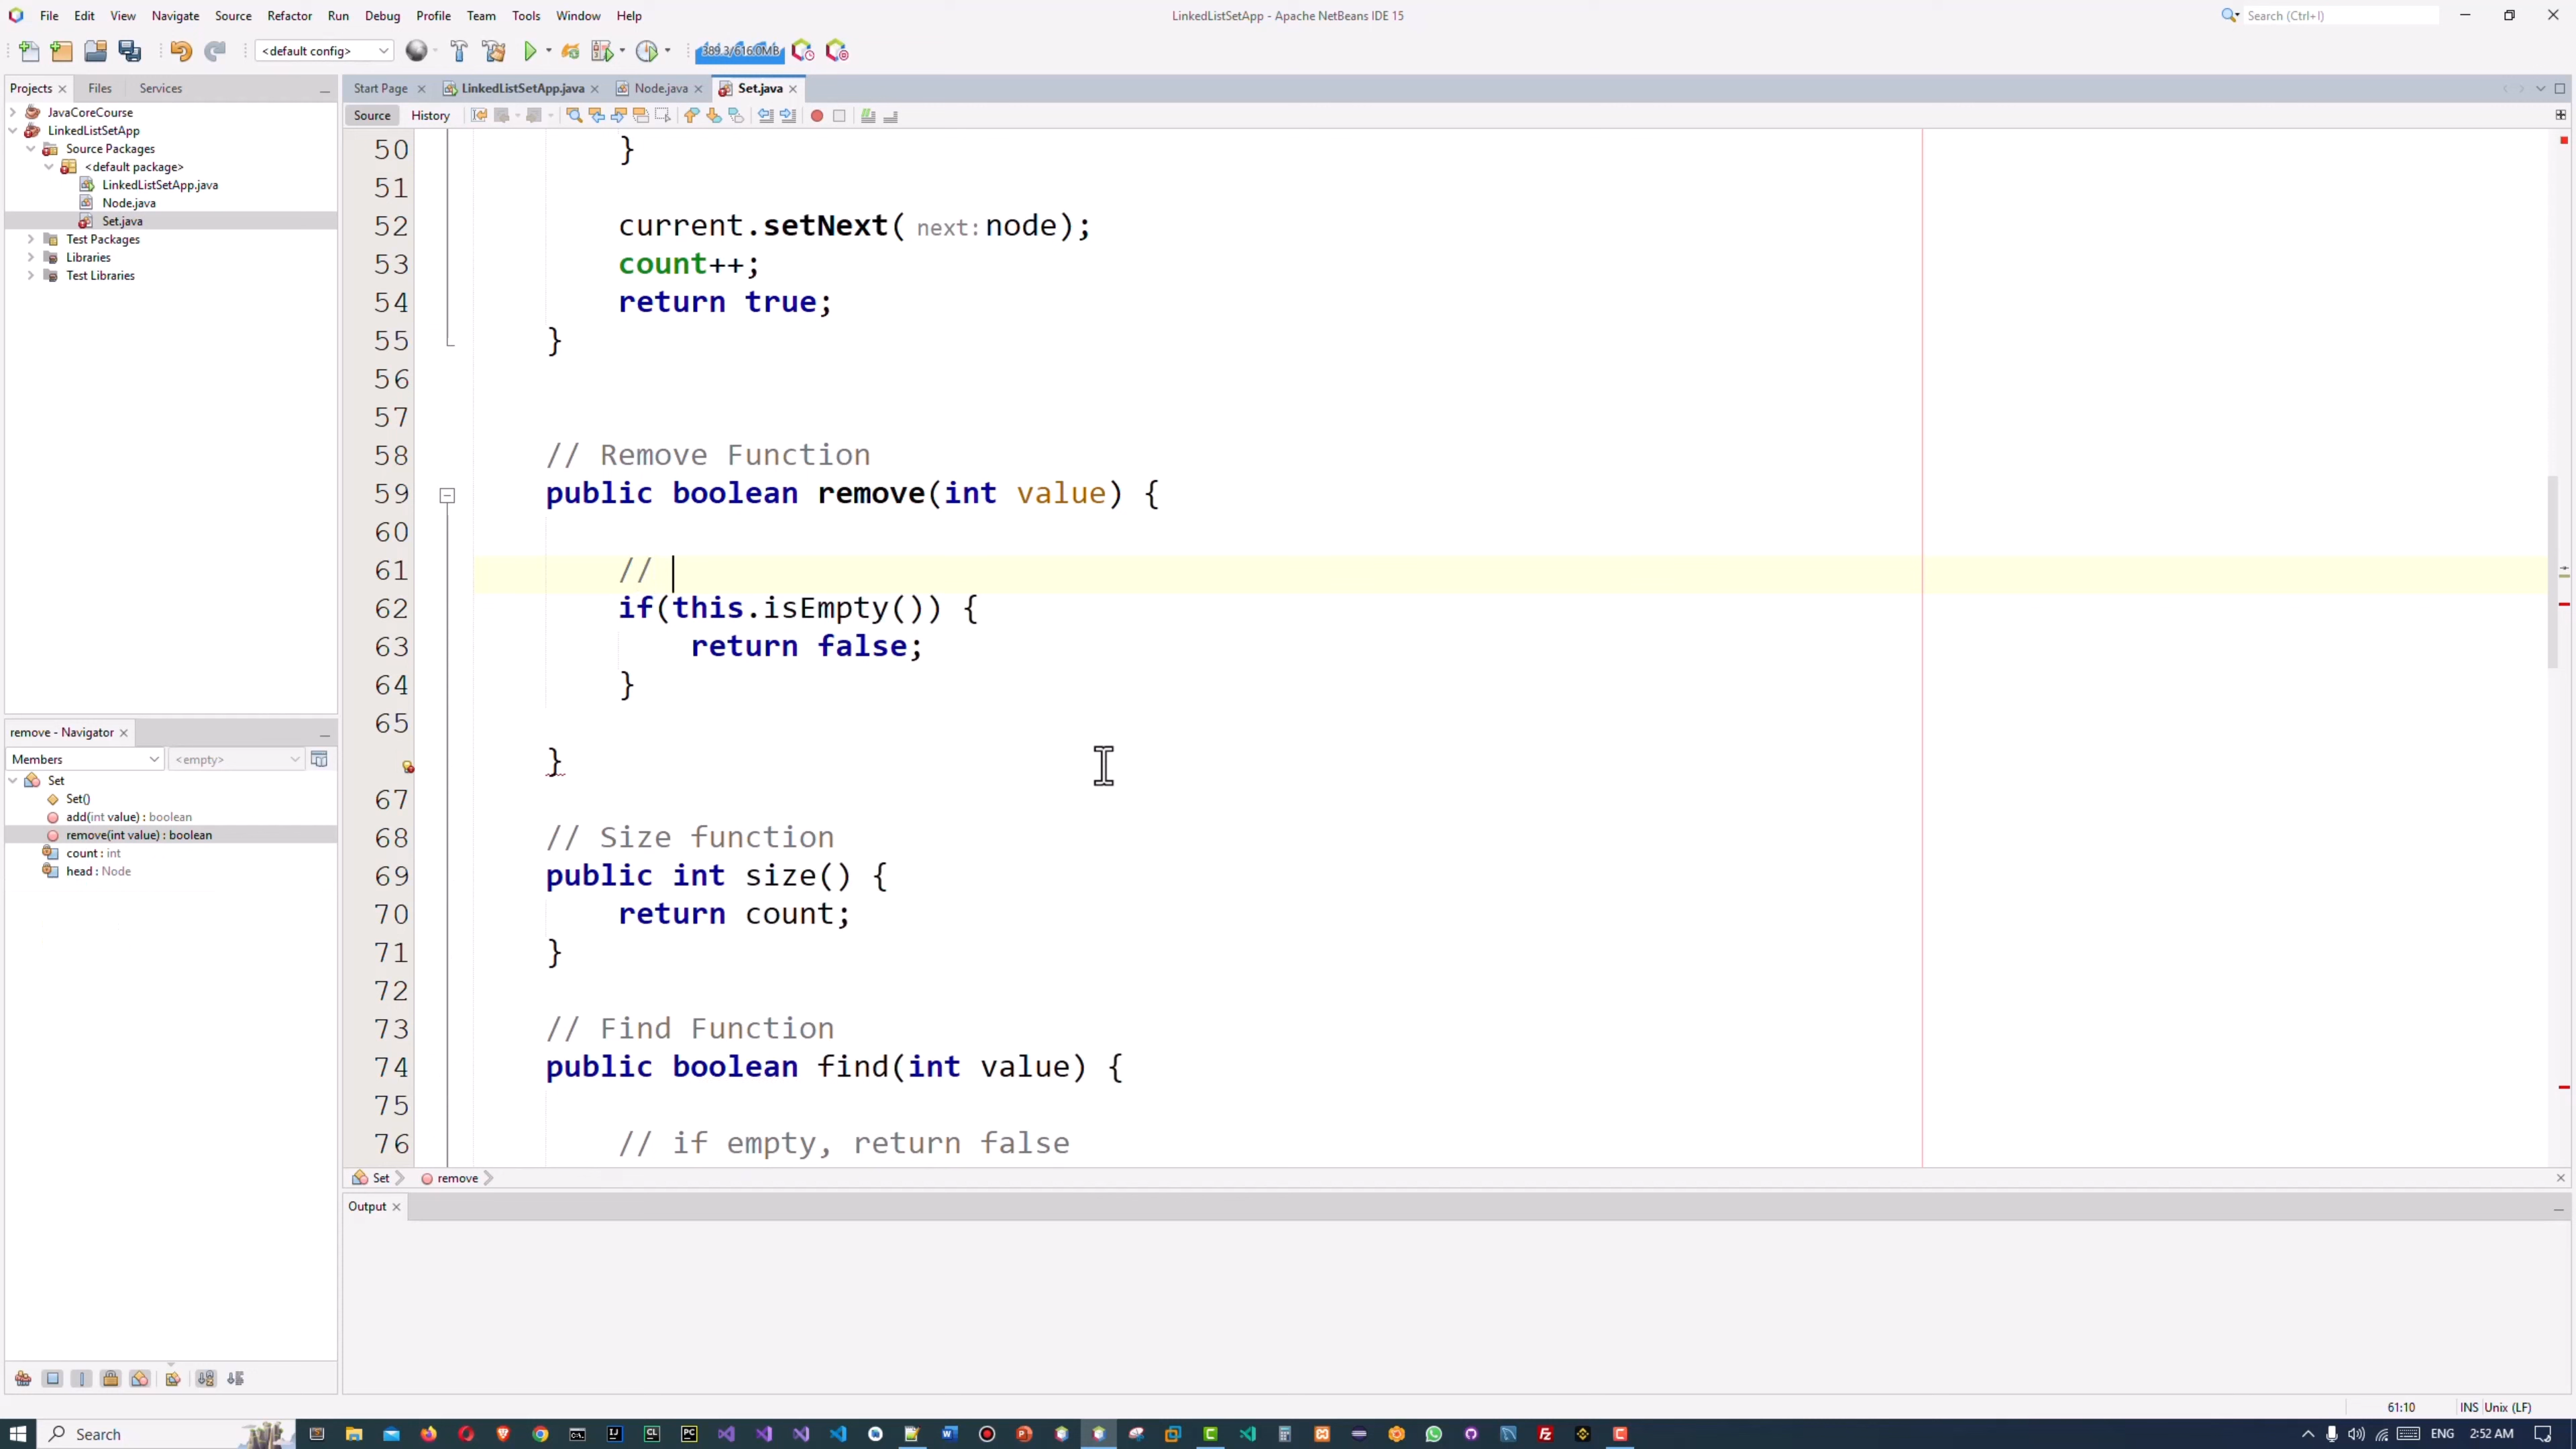 File Edit View Navigate Source Refactor Run Debug Profile Team Tools Window Help
LinkedListSetApp - Apache NetBeans IDE 15
Search (Ctrl+I)
<default config>
389.3/616.0MB
Projects Files Services
JavaCoreCourse
LinkedListSetApp
Source Packages
<default package>
LinkedListSetApp.java
Node.java
Set.java
Test Packages
Libraries
Test Libraries
Start Page LinkedListSetApp.java Node.java Set.java
Source History
50 }
51
52 current.setNext( next: node);
53 count++;
54 return true;
55 }
56
57
58 // Remove Function
59 public boolean remove(int value) {
60
61 //
62 if(this.isEmpty()) {
63 return false;
64 }
65
}
67
68 // Size function
69 public int size() {
70 return count;
71 }
72
73 // Find Function
74 public boolean find(int value) {
75
76 // if empty, return false
Set remove
remove - Navigator
Members <empty>
Set
Set()
add(int value) : boolean
remove(int value) : boolean
count : int
head : Node
Output
61:10 INS Unix (LF)
Search
ENG 2:52 AM